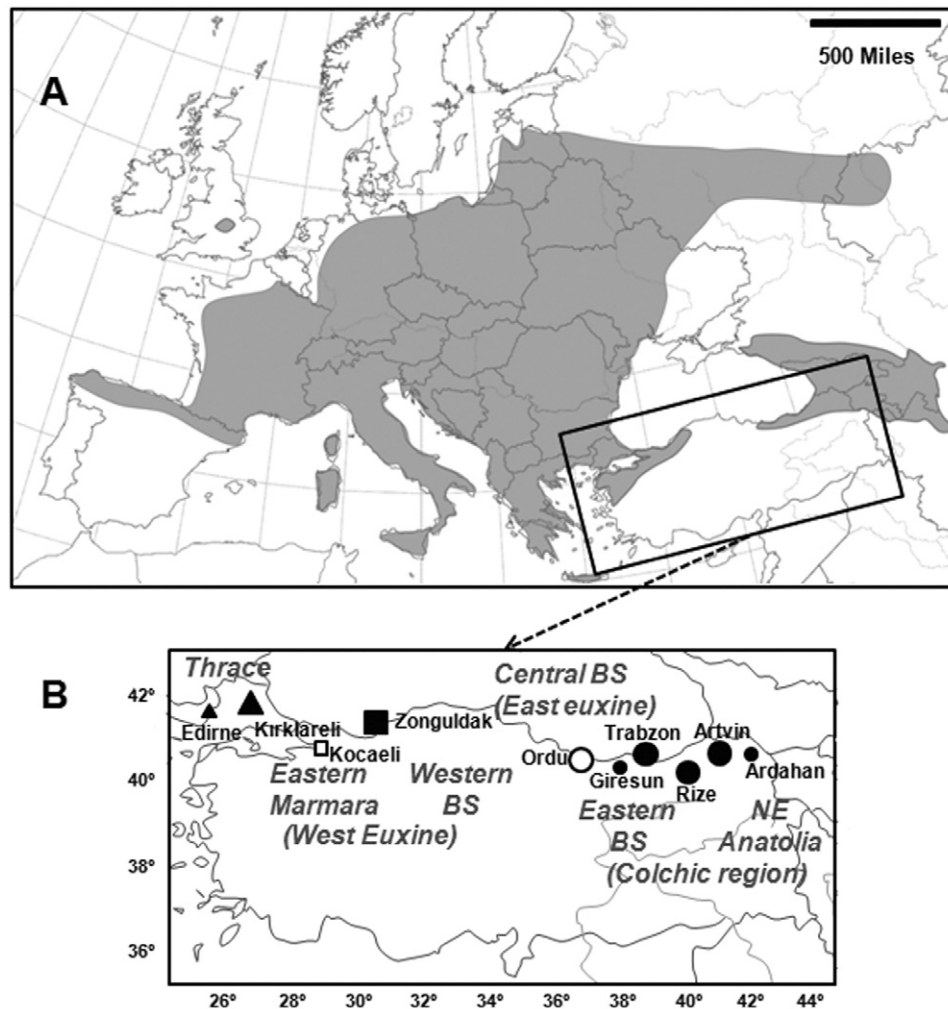 A
500 Miles
B
Thrace
Central BS
(East euxine)
42°
Edirne
Kırklareli
Zonguldak
Trabzon
Artvin
Kocaeli
Ordu
Giresun
Ardahan
40°
Rize
Eastern
Marmara
(West Euxine)
Western
BS
Eastern
BS
NE
Anatolia
(Colchic region)
38°
36°
26° 28° 30° 32° 34° 36° 38° 40° 42° 44°